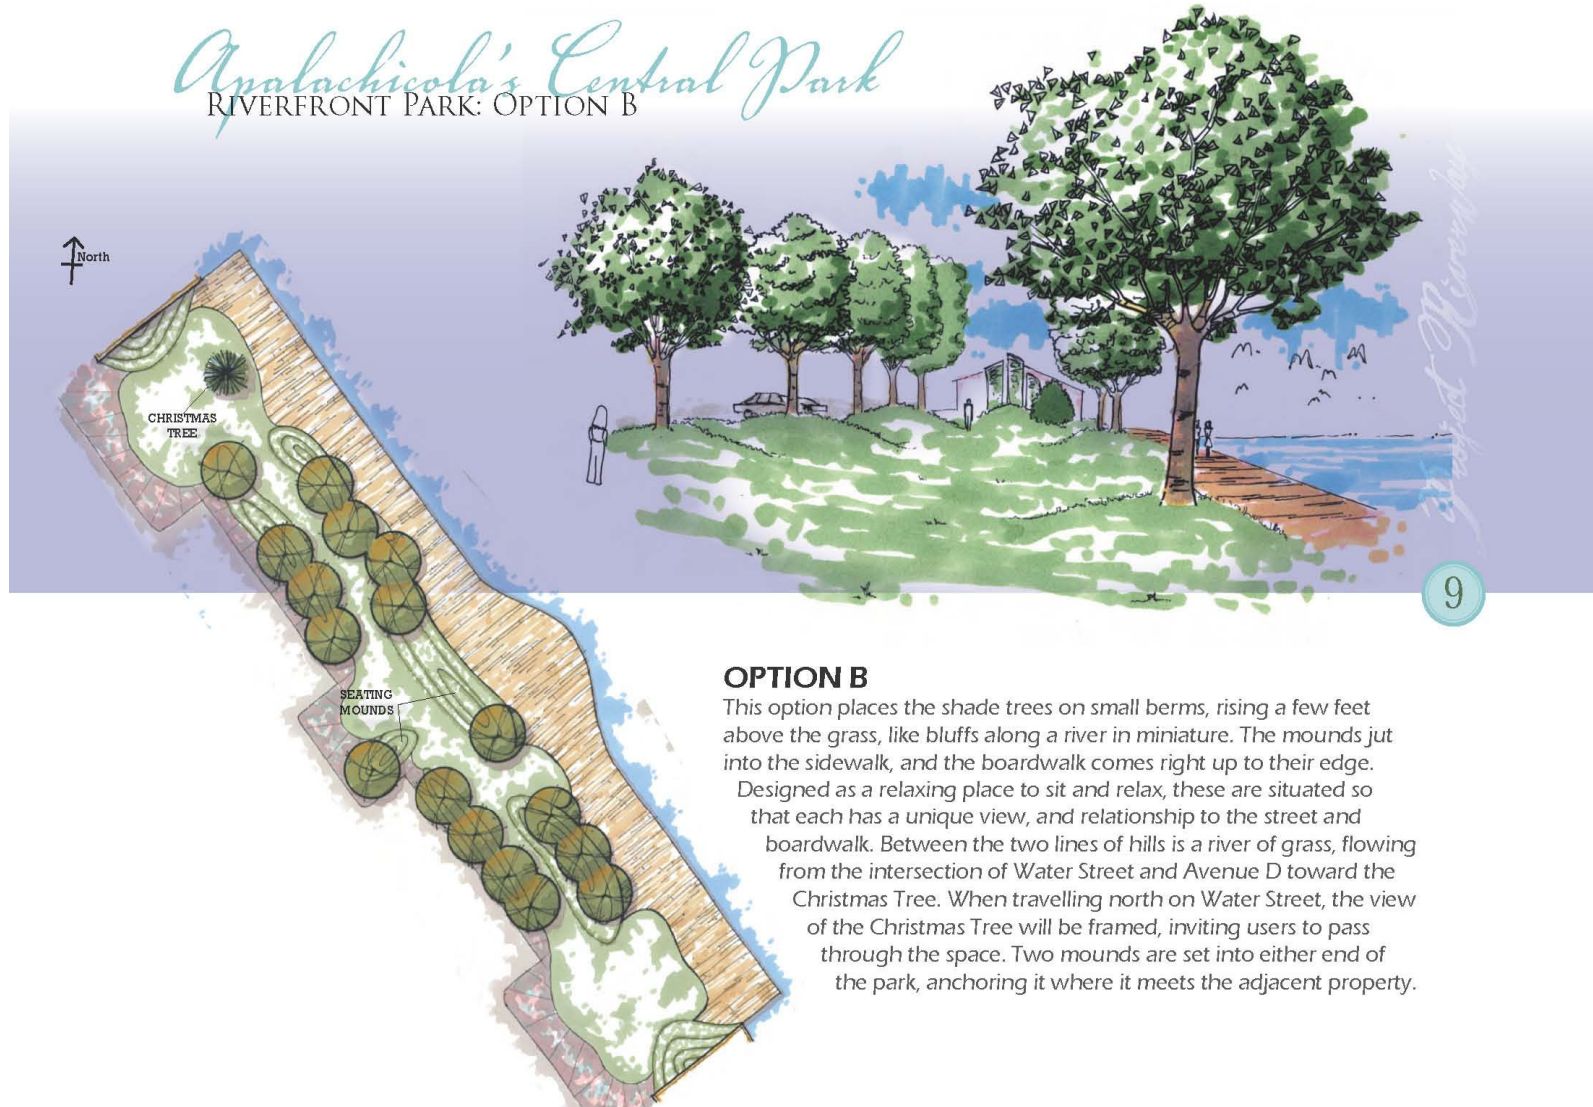 Apalachicola's Central Park
RIVERFRONT PARK: OPTION B
North
CHRISTMAS
TREE
SEATING
MOUNDS
Project Riverway
9
OPTION B
This option places the shade trees on small berms, rising a few feet
above the grass, like bluffs along a river in miniature. The mounds jut
into the sidewalk, and the boardwalk comes right up to their edge.
Designed as a relaxing place to sit and relax, these are situated so
that each has a unique view, and relationship to the street and
boardwalk. Between the two lines of hills is a river of grass, flowing
from the intersection of Water Street and Avenue D toward the
Christmas Tree. When travelling north on Water Street, the view
of the Christmas Tree will be framed, inviting users to pass
through the space. Two mounds are set into either end of
the park, anchoring it where it meets the adjacent property.